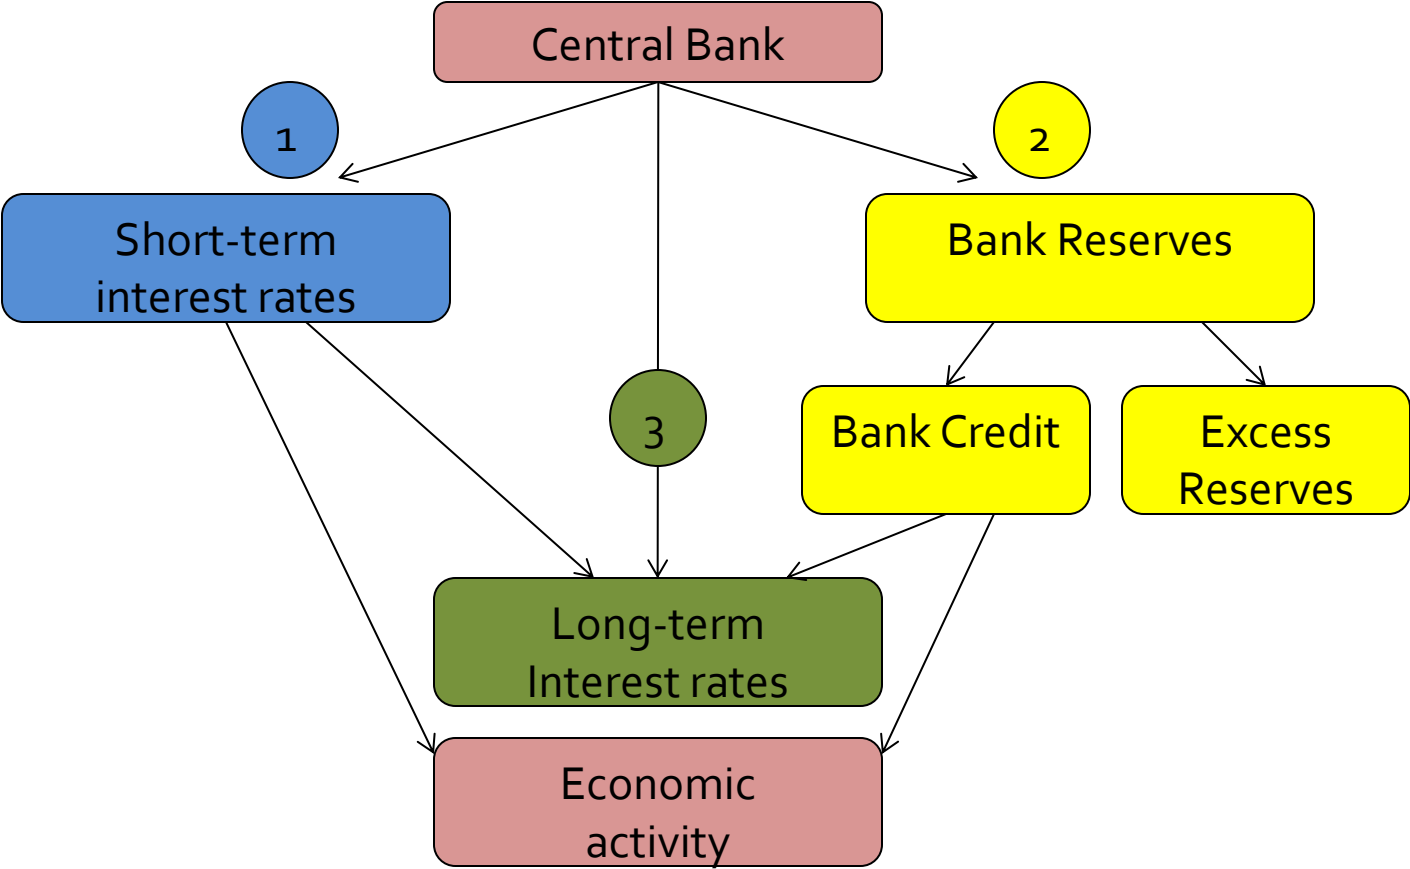 Central Bank
1
2
Short-term
interest rates
Bank Reserves
3
Bank Credit
Excess
Reserves
Long-term
Interest rates
Economic
activity